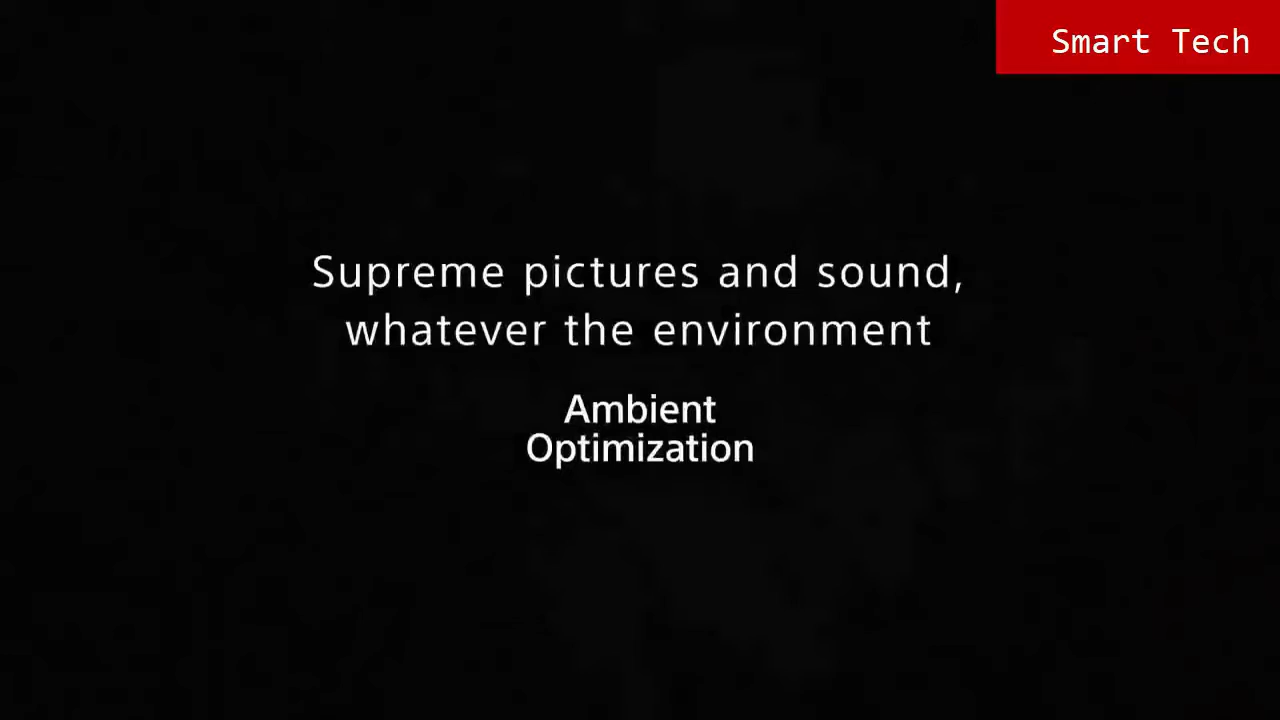 Smart Tech
Supreme pictures and sound,
whatever the environment
Ambient
Optimization